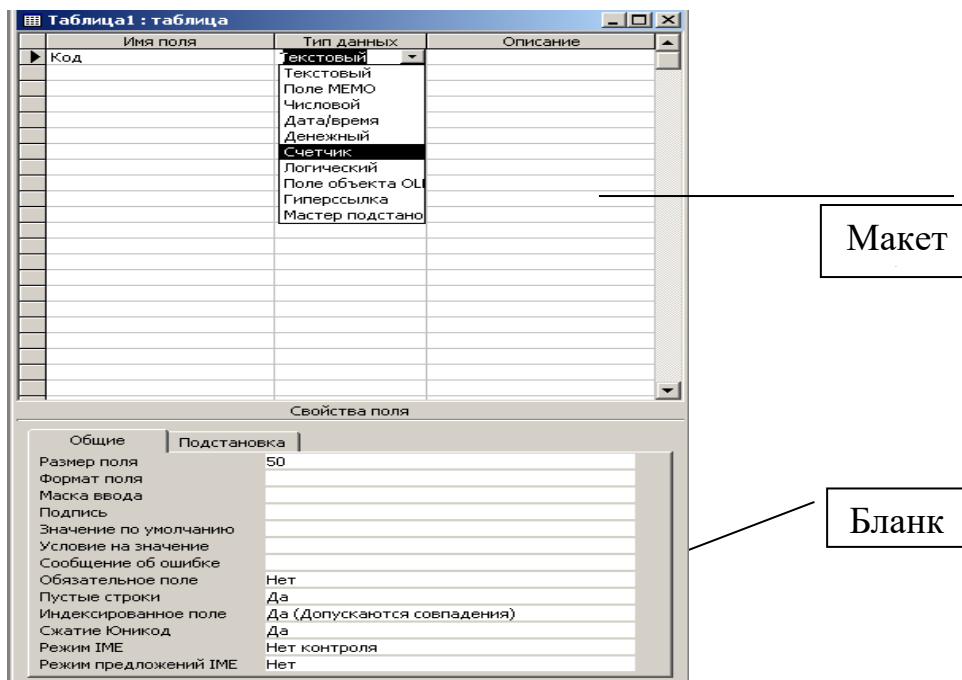 Таблица1 : таблица
Имя поля Тип данных Описание
Код Текстовый
Текстовый
Поле МЕМО
Числовой
Дата/время
Денежный
Счетчик
Логический
Поле объекта OLE
Гиперссылка
Мастер подстано
Макет
Свойства поля
Общие Подстановка
Размер поля 50
Формат поля
Маска ввода
Подпись
Значение по умолчанию
Условие на значение
Сообщение об ошибке
Обязательное поле Нет
Пустые строки Да
Индексированное поле Да (Допускаются совпадения)
Сжатие Юникод Да
Режим IME Нет контроля
Режим предложений IME Нет
Бланк